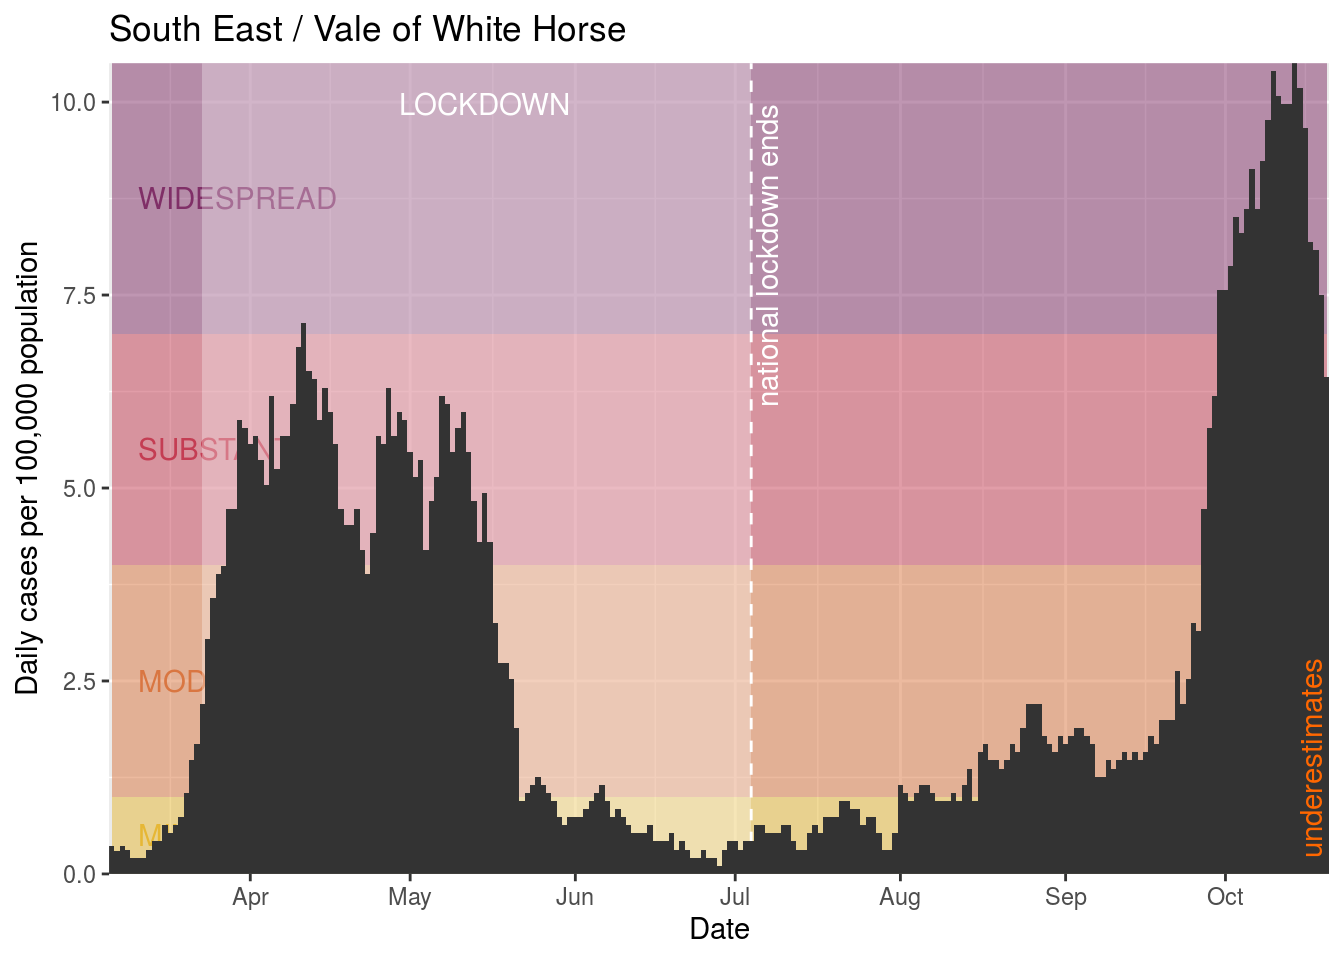 South East / Vale of White Horse
Daily cases per 100,000 population
10.0
7.5
5.0
2.5
0.0
LOCKDOWN
WIDESPREAD
SUBSTANT
MOD
M
national lockdown ends
underestimates
Apr
May
Jun
Jul
Aug
Sep
Oct
Date